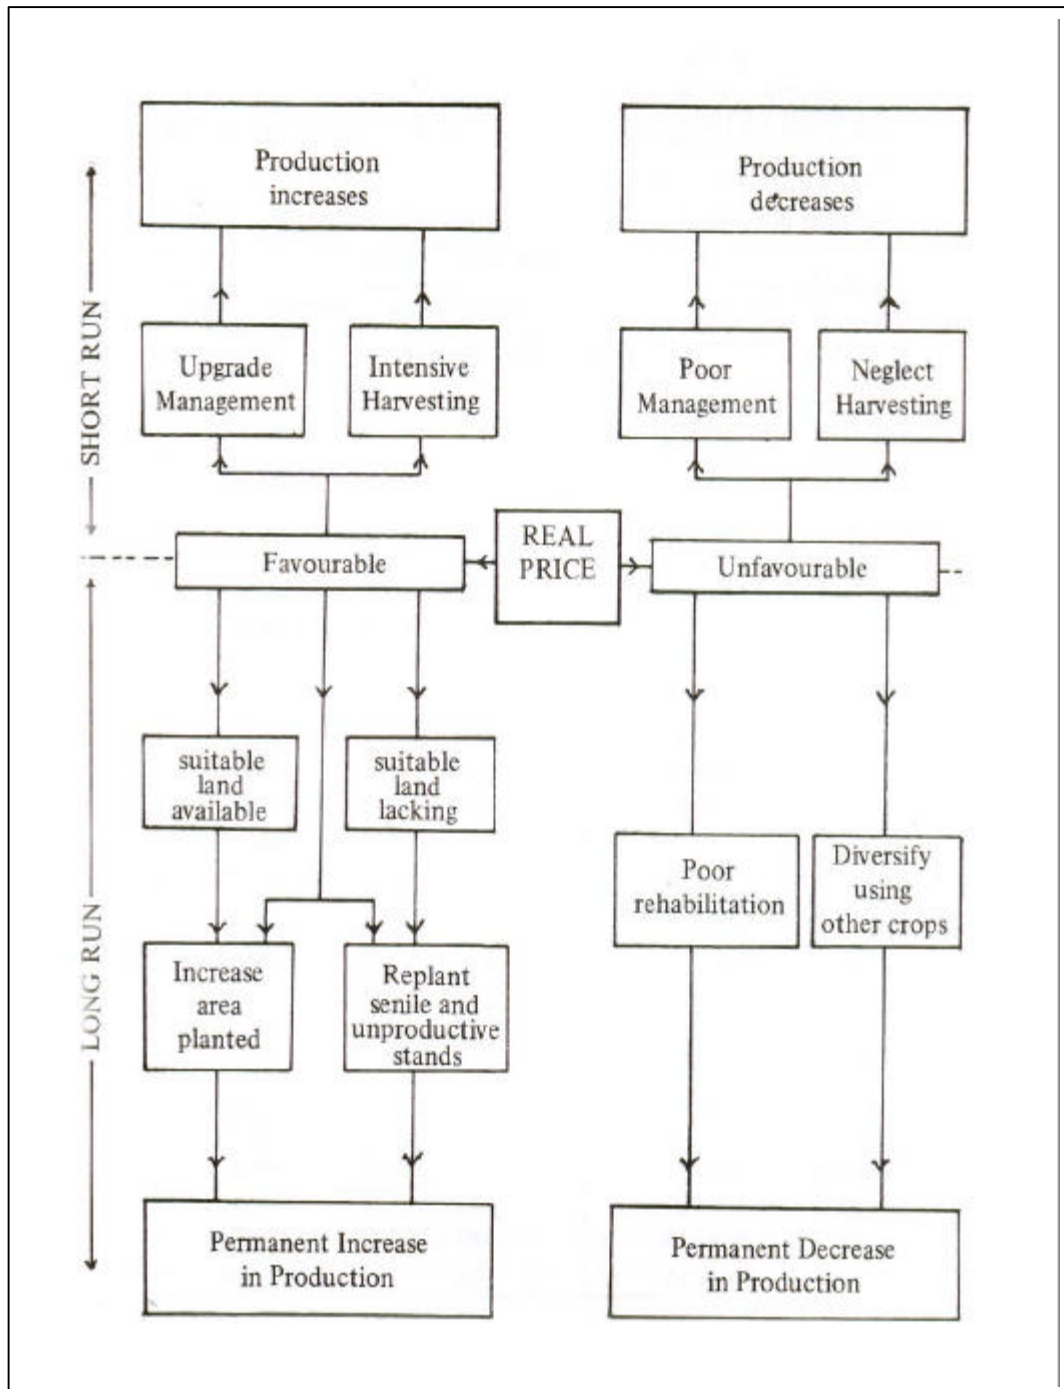 Production
increases
Production
decreases
SHORT RUN
Upgrade
Management
Intensive
Harvesting
Poor
Management
Neglect
Harvesting
REAL
PRICE
Favourable
Unfavourable
LONG RUN
suitable
land
available
suitable
land
lacking
Poor
rehabilitation
Diversify
using
other crops
Increase
area
planted
Replant
senile and
unproductive
stands
Permanent Increase
in Production
Permanent Decrease
in Production